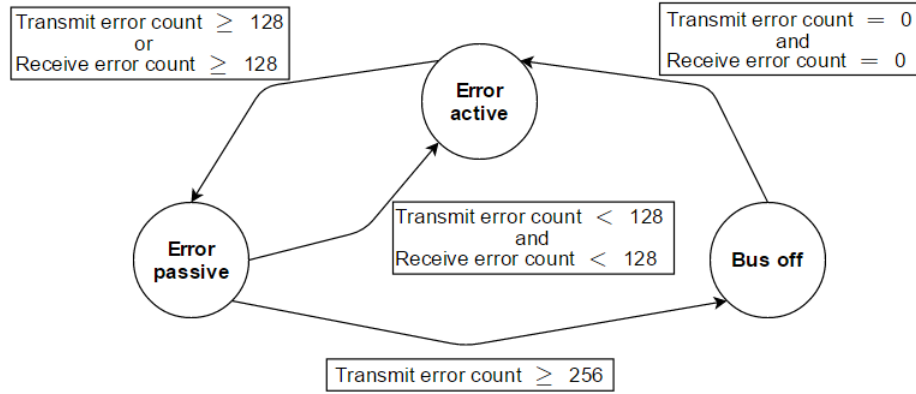 Transmit error count ≥ 128
or
Receive error count ≥ 128
Transmit error count = 0
and
Receive error count = 0
Error
active
Transmit error count < 128
and
Receive error count < 128
Error
passive
Bus off
Transmit error count ≥ 256